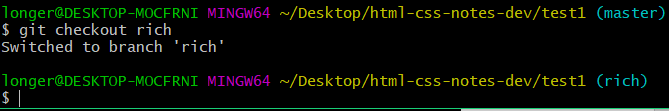 longer@DESKTOP-MOCFRNI MINGW64 ~/Desktop/html-css-notes-dev/test1 (master)
$ git checkout rich
Switched to branch 'rich'
longer@DESKTOP-MOCFRNI MINGW64 ~/Desktop/html-css-notes-dev/test1 (rich)
$